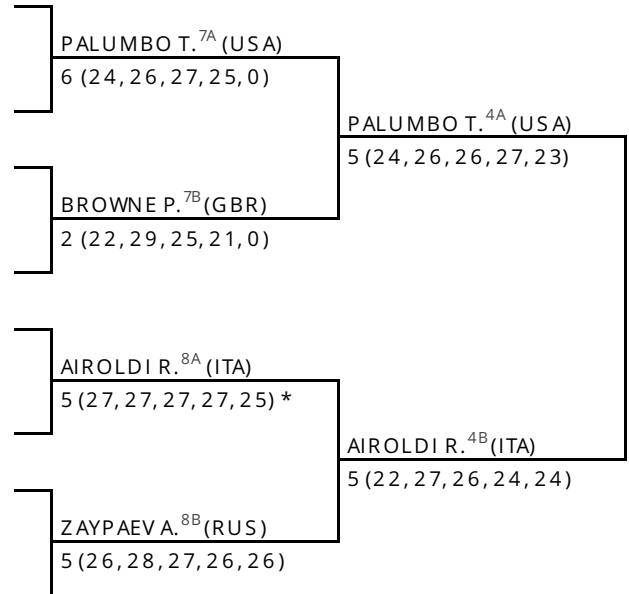 PALUMBO T. 7A (USA)
6 (24, 26, 27, 25, 0)
PALUMBO T. 4A (USA)
5 (24, 26, 26, 27, 23)
BROWNE P. 7B (GBR)
2 (22, 29, 25, 21, 0)
AIROLDI R. 8A (ITA)
5 (27, 27, 27, 27, 25) *
AIROLDI R. 4B (ITA)
5 (22, 27, 26, 24, 24)
ZAYPAEV A. 8B (RUS)
5 (26, 28, 27, 26, 26)